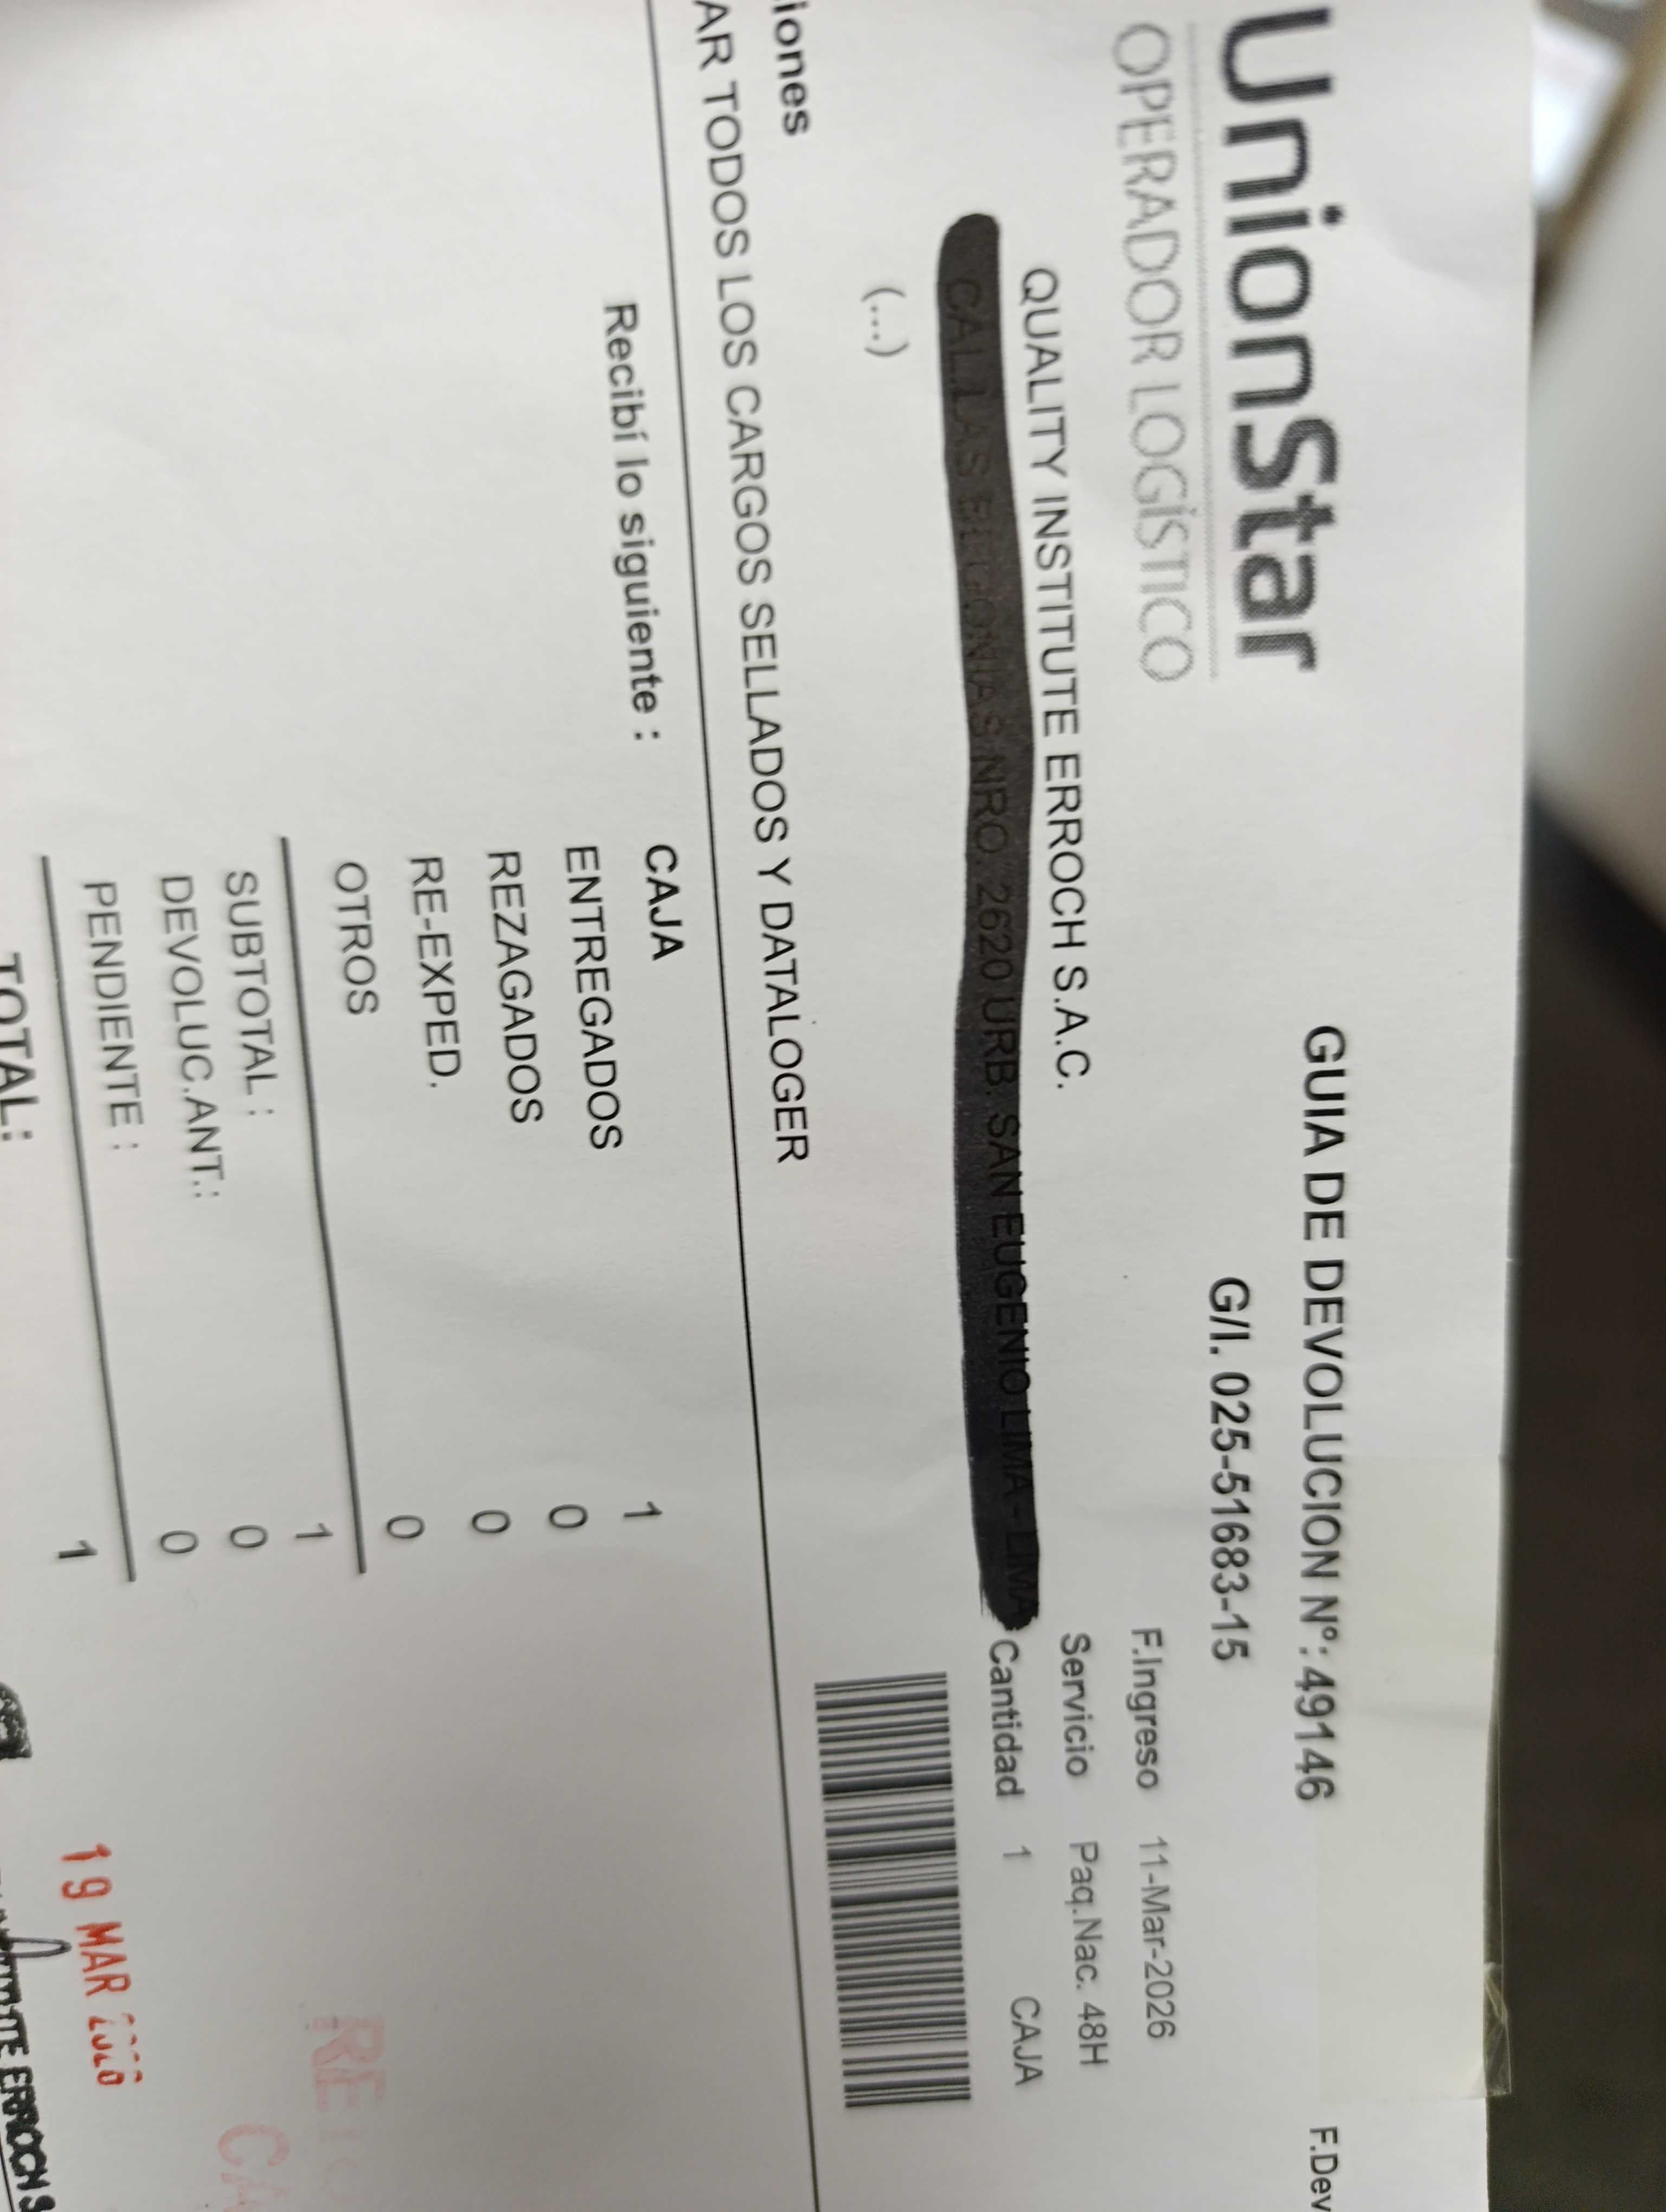 UnionStar
OPERADOR LOGÍSTICO
GUIA DE DEVOLUCION Nº: 49146
F.Dev
G/I. 025-51683-15
F.Ingreso 11-Mar-2026
QUALITY INSTITUTE ERROCH S.A.C.
Servicio Paq.Nac. 48H
Cantidad 1 CAJA
(...)
iones
AR TODOS LOS CARGOS SELLADOS Y DATALOGER
Recibí lo siguiente : CAJA
ENTREGADOS 1
REZAGADOS 0
RE-EXPED. 0
OTROS 0
SUBTOTAL : 1
DEVOLUC.ANT.: 0
PENDIENTE : 0
TOTAL: 1
19 MAR
ERROCH S